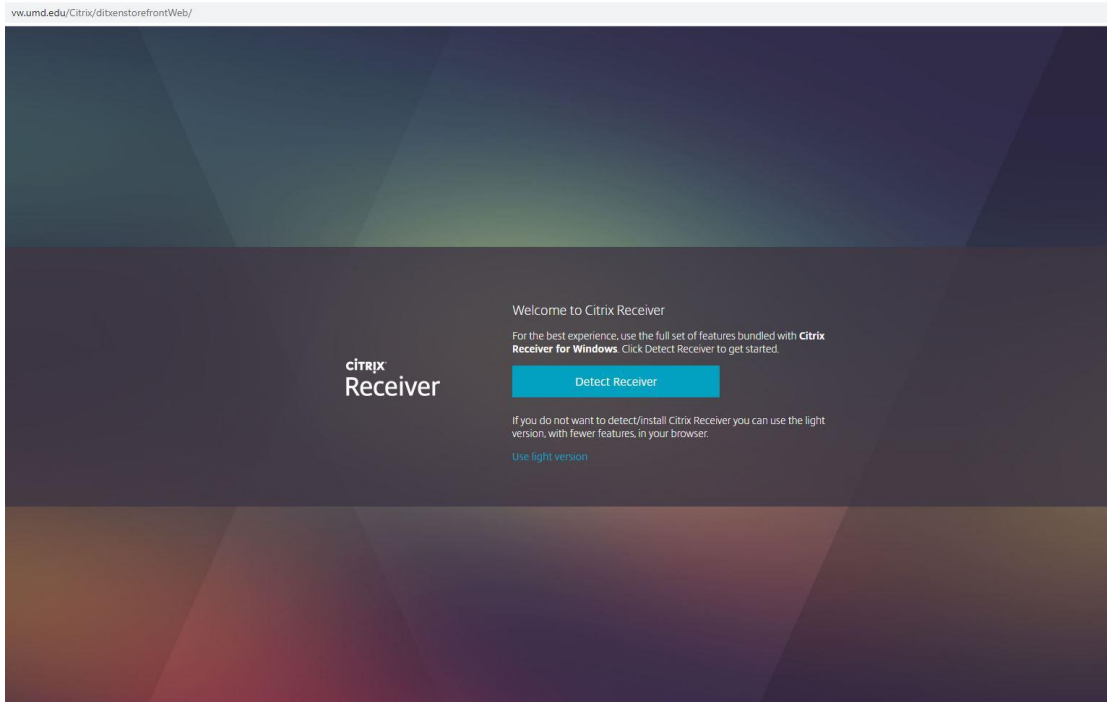 vw.umd.edu/Citrix/ditxenstorefrontWeb/
Welcome to Citrix Receiver
For the best experience, use the full set of features bundled with Citrix
Receiver for Windows. Click Detect Receiver to get started.
CITRIX
Receiver
Detect Receiver
If you do not want to detect/install Citrix Receiver you can use the light
version, with fewer features, in your browser.
Use light version